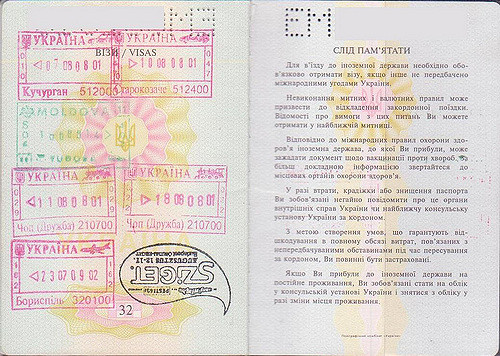 УКРАЇНА
УКРАЇНА
ВІЗИ / VISAS
07 08 01
10 08 01
Кучурган 512000
Старокозаче 512400
MOLDOVA
УКРАЇНА
УКРАЇНА
11 08 01
18 08 01
Чоп (Дружба) 210700
Чоп (Дружба) 210700
УКРАЇНА
23 07 09 02
Бориспіль 320100
SZIGET
32
ЕМ
СЛІД ПАМ'ЯТАТИ
Для в'їзду до іноземної держави необхідно обо-
в'язково отримати візу, якщо інше не передбачено
міжнародними угодами України.
Невиконання митних і валютних правил може
призвести до відкладення закордонної поїздки.
Відомості про вимоги з цих питань Ви можете
отримати у найближчій митниці.
Відповідно до міжнародних правил охорони здо-
ров'я іноземна держава, до якої Ви прибули, може
зажадати документ щодо вакцинації проти хвороб. За
більш докладною інформацією звертайтеся до
місцевих органів охорони здоров'я.
У разі втрати, крадіжки або знищення паспорта
Ви зобов'язані негайно повідомити про це органи
внутрішніх справ України чи найближчу консульську
установу України за кордоном.
З метою створення умов, що гарантують від-
шкодування в повному обсязі витрат, пов'язаних з
непередбачуваними обставинами під час пересування
за кордоном, Ви повинні бути застраховані.
Якщо Ви прибули до іноземної держави на
постійне проживання, Ви зобов'язані стати на облік
у консульській установі України і знятися з обліку у
разі зміни місця проживання.